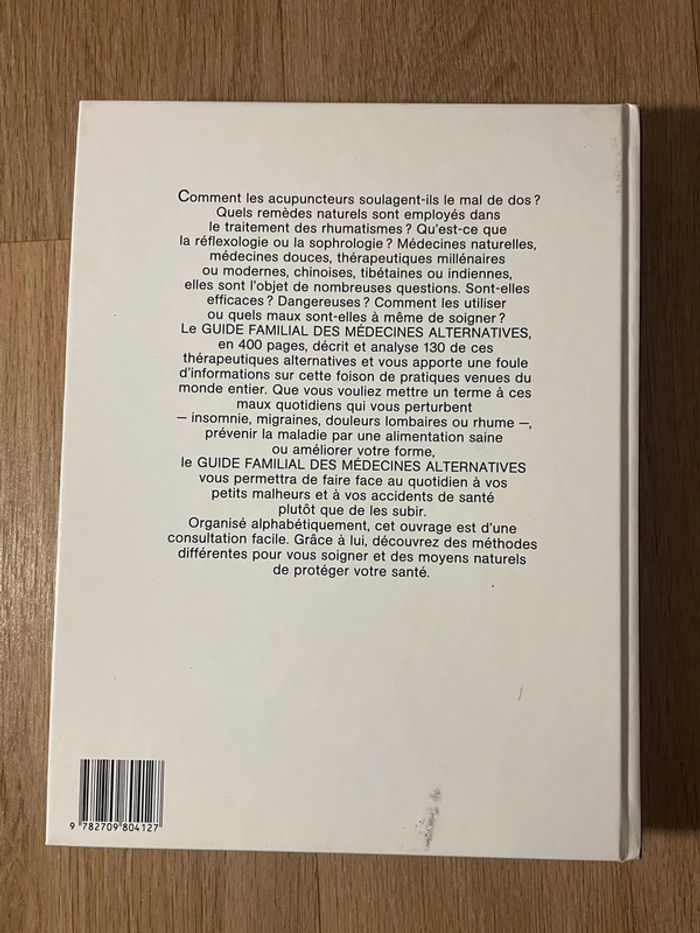 Comment les acupuncteurs soulagent-ils le mal de dos ?
Quels remèdes naturels sont employés dans
le traitement des rhumatismes ? Qu'est-ce que
la réflexologie ou la sophrologie ? Médecines naturelles,
médecines douces, thérapeutiques millénaires
ou modernes, chinoises, tibétaines ou indiennes,
elles sont l'objet de nombreuses questions. Sont-elles
efficaces ? Dangereuses ? Comment les utiliser
ou quels maux sont-elles à même de soigner ?
Le GUIDE FAMILIAL DES MÉDECINES ALTERNATIVES,
en 400 pages, décrit et analyse 130 de ces
thérapeutiques alternatives et vous apporte une foule
d'informations sur cette foison de pratiques venues du
monde entier. Que vous vouliez mettre un terme à ces
maux quotidiens qui vous perturbent
— insomnie, migraines, douleurs lombaires ou rhume —,
prévenir la maladie par une alimentation saine
ou améliorer votre forme,
le GUIDE FAMILIAL DES MÉDECINES ALTERNATIVES
vous permettra de faire face au quotidien à vos
petits malheurs et à vos accidents de santé
plutôt que de les subir.
Organisé alphabétiquement, cet ouvrage est d'une
consultation facile. Grâce à lui, découvrez des méthodes
différentes pour vous soigner et des moyens naturels
de protéger votre santé.
9 782709 804127